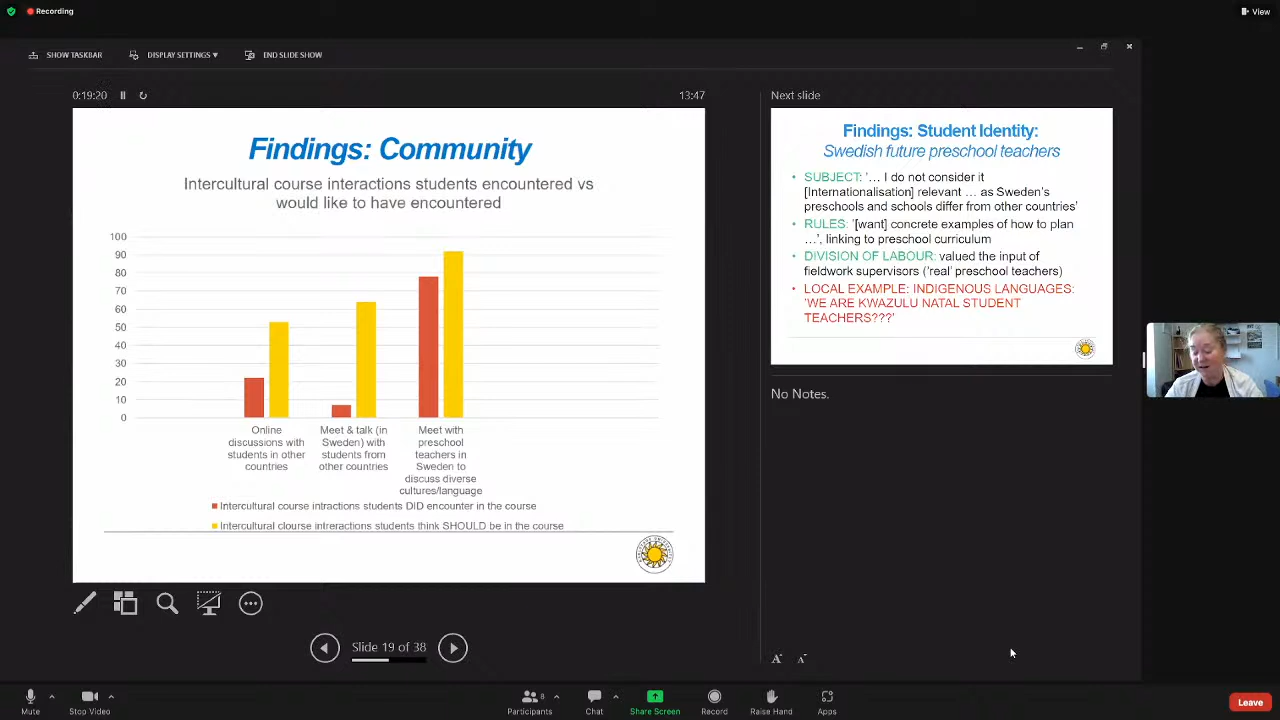 Recording
View
SHOW TASKBAR
DISPLAY SETTINGS
END SLIDE SHOW
0:19:20
13:47
Findings: Community
Intercultural course interactions students encountered vs
would like to have encountered
100
90
80
70
60
50
40
30
20
10
0
Online
discussions with
students in other
countries
Meet & talk (in
Sweden) with
students from
other countries
Meet with
preschool
teachers in
Sweden to
discuss diverse
cultures/language
Intercultural course intractions students DID encounter in the course
Intercultural clourse intreractions students think SHOULD be in the course
Next slide
Findings: Student Identity:
Swedish future preschool teachers
• SUBJECT: '… I do not consider it
[Internationalisation] relevant … as Sweden's
preschools and schools differ from other countries'
• RULES: '[want] concrete examples of how to plan
…', linking to preschool curriculum
• DIVISION OF LABOUR: valued the input of
fieldwork supervisors ('real' preschool teachers)
• LOCAL EXAMPLE: INDIGENOUS LANGUAGES:
'WE ARE KWAZULU NATAL STUDENT
TEACHERS???'
No Notes.
Slide 19 of 38
A A
Mute
Stop Video
Participants
8
Chat
Share Screen
Record
Raise Hand
Apps
Leave